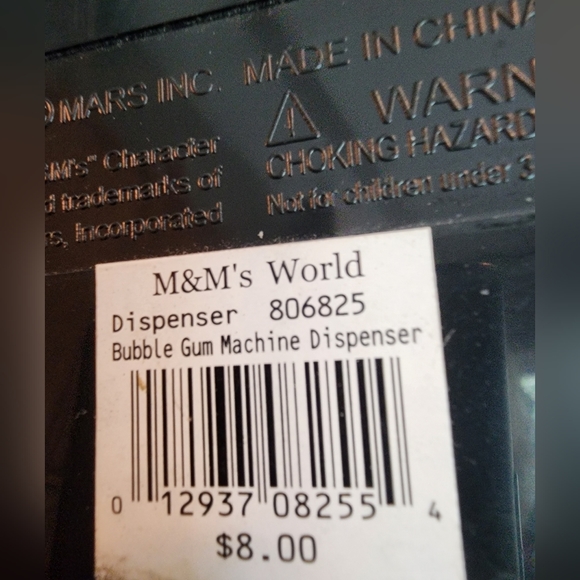 MARS INC. MADE IN CHINA
WARN
M's" Character
CHOKING HAZARD
d trademarks of
Not for children under 3
s, Incorporated
M&M's World
Dispenser 806825
Bubble Gum Machine Dispenser
0 12937 08255 4
$8.00